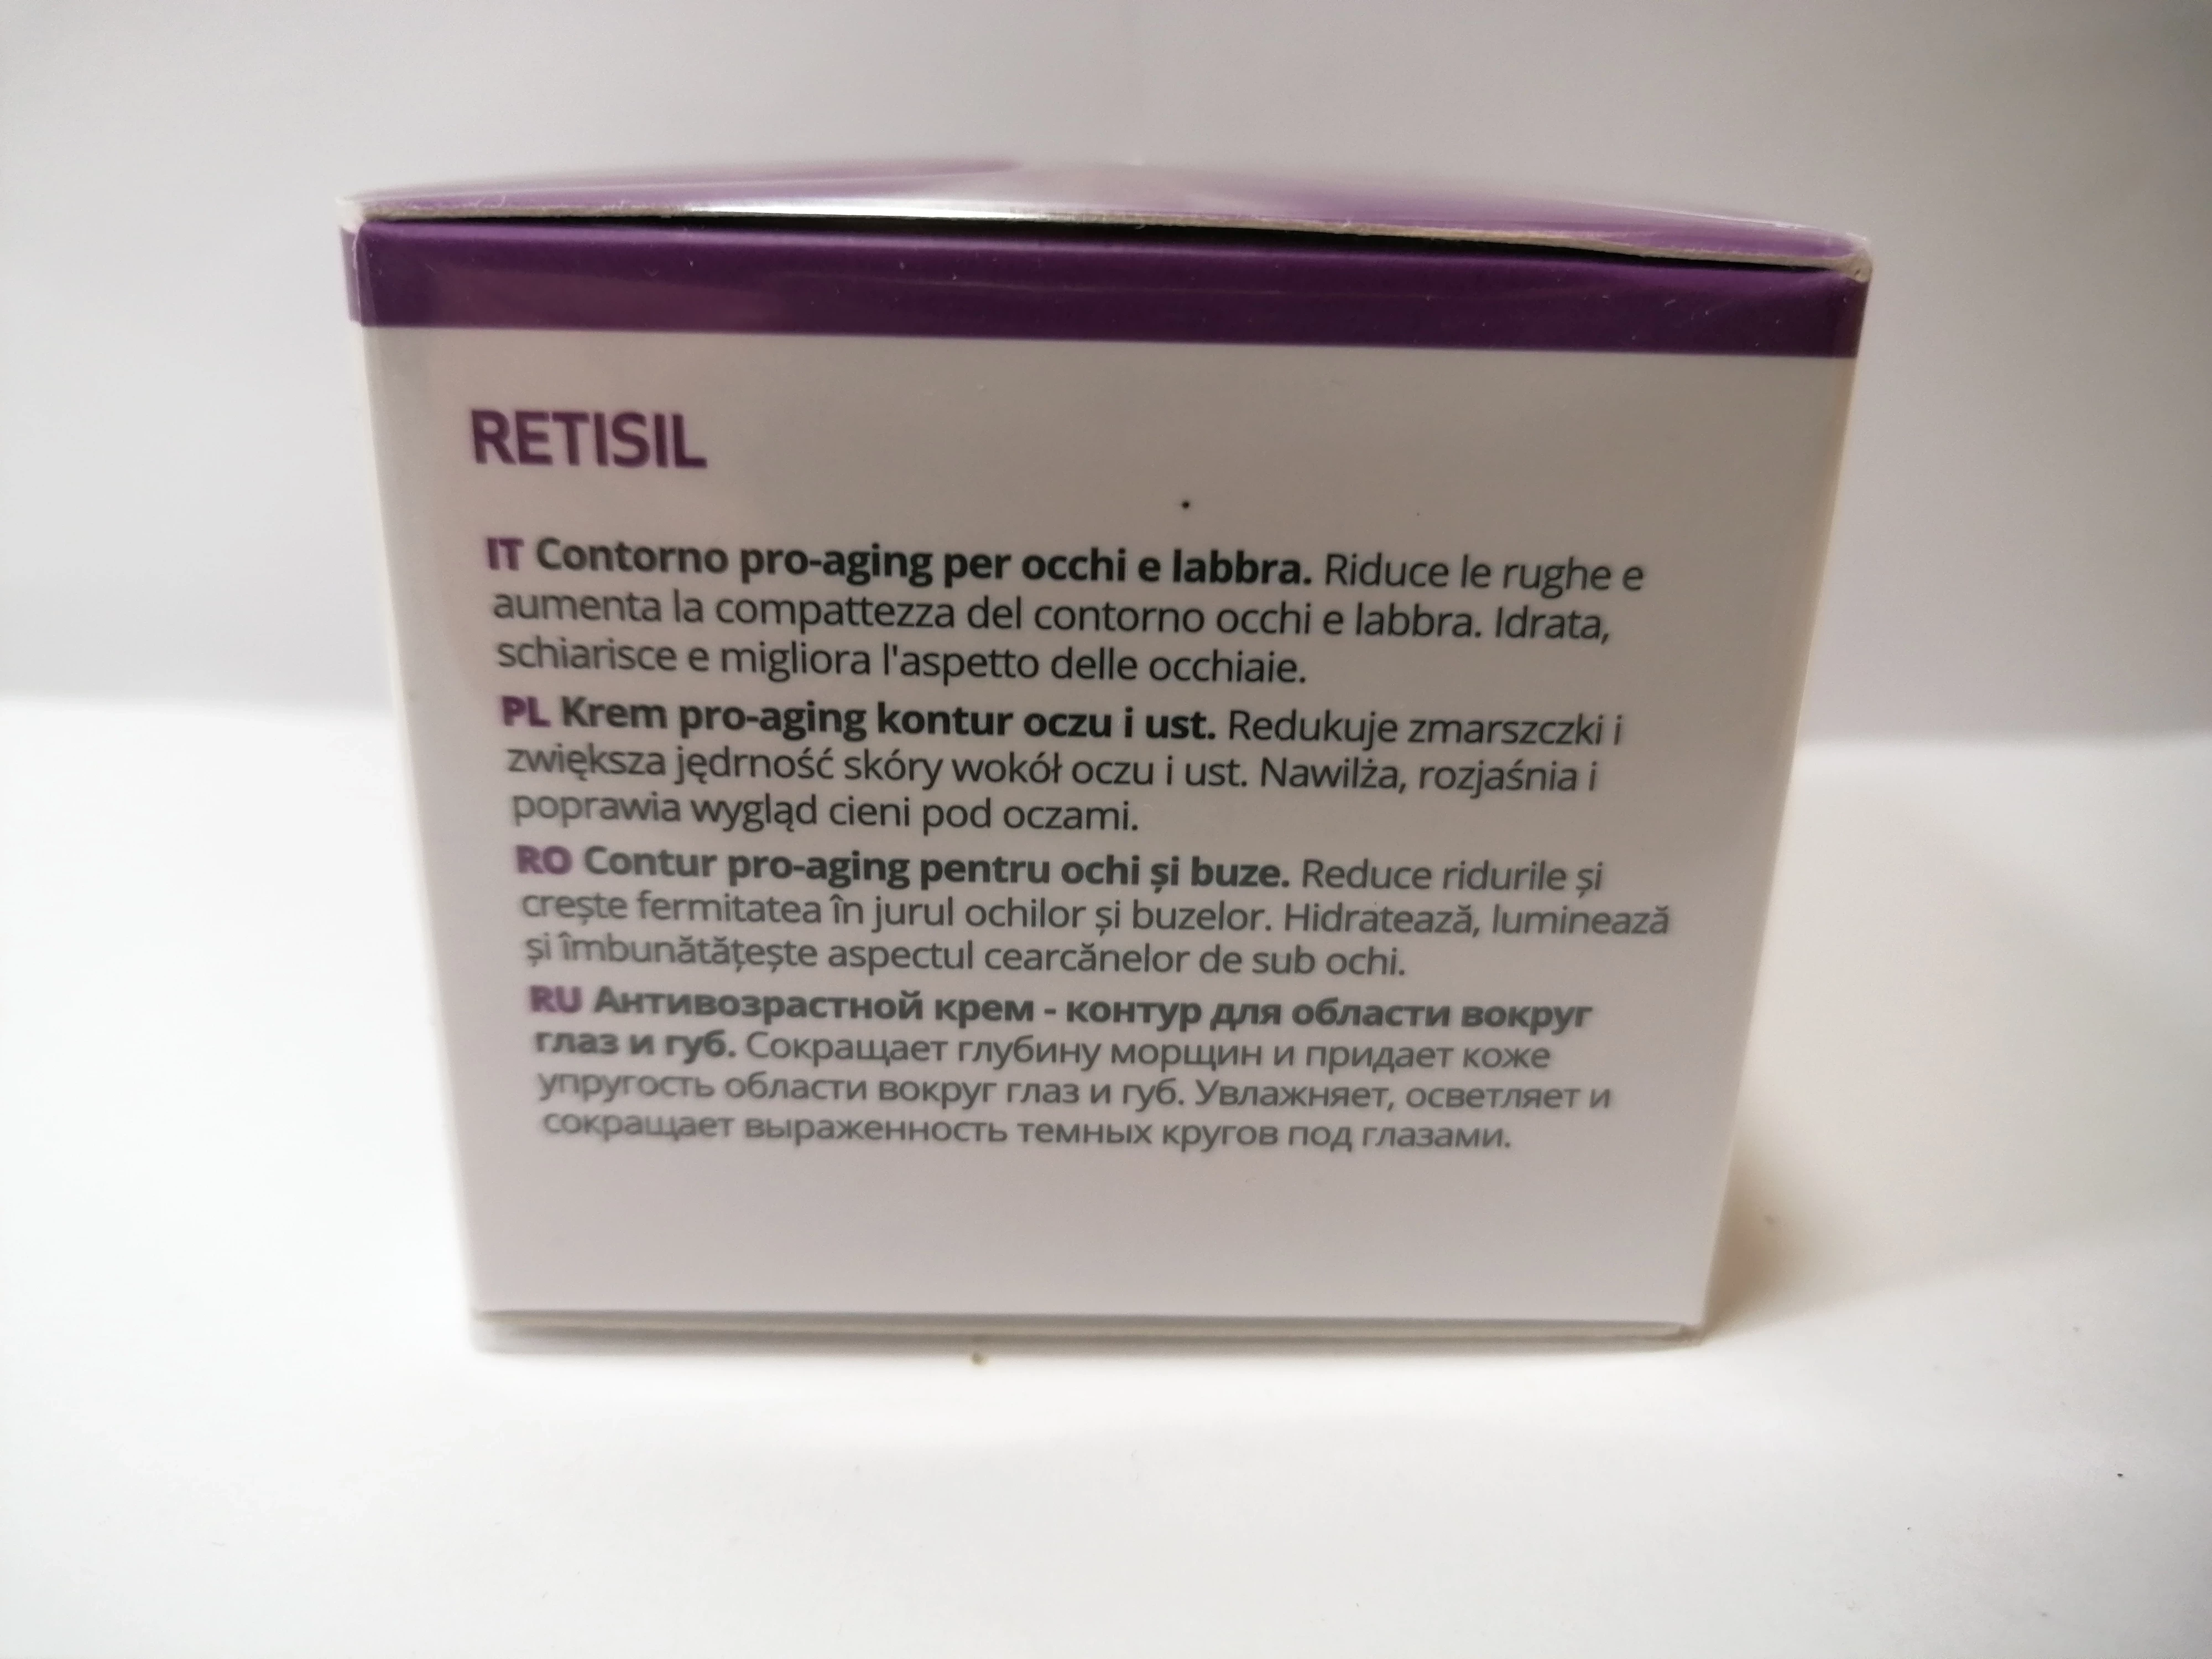 RETISIL
IT Contorno pro-aging per occhi e labbra. Riduce le rughe e
aumenta la compattezza del contorno occhi e labbra. Idrata,
schiarisce e migliora l'aspetto delle occhiaie.
PL Krem pro-aging kontur oczu i ust. Redukuje zmarszczki i
zwiększa jędrność skóry wokół oczu i ust. Nawilża, rozjaśnia i
poprawia wygląd cieni pod oczami.
RO Contur pro-aging pentru ochi și buze. Reduce ridurile și
crește fermitatea în jurul ochilor și buzelor. Hidratează, luminează
și îmbunătățește aspectul cearcănelor de sub ochi.
RU Антивозрастной крем - контур для области вокруг
глаз и губ. Сокращает глубину морщин и придает коже
упругость области вокруг глаз и губ. Увлажняет, осветляет и
сокращает выраженность темных кругов под глазами.